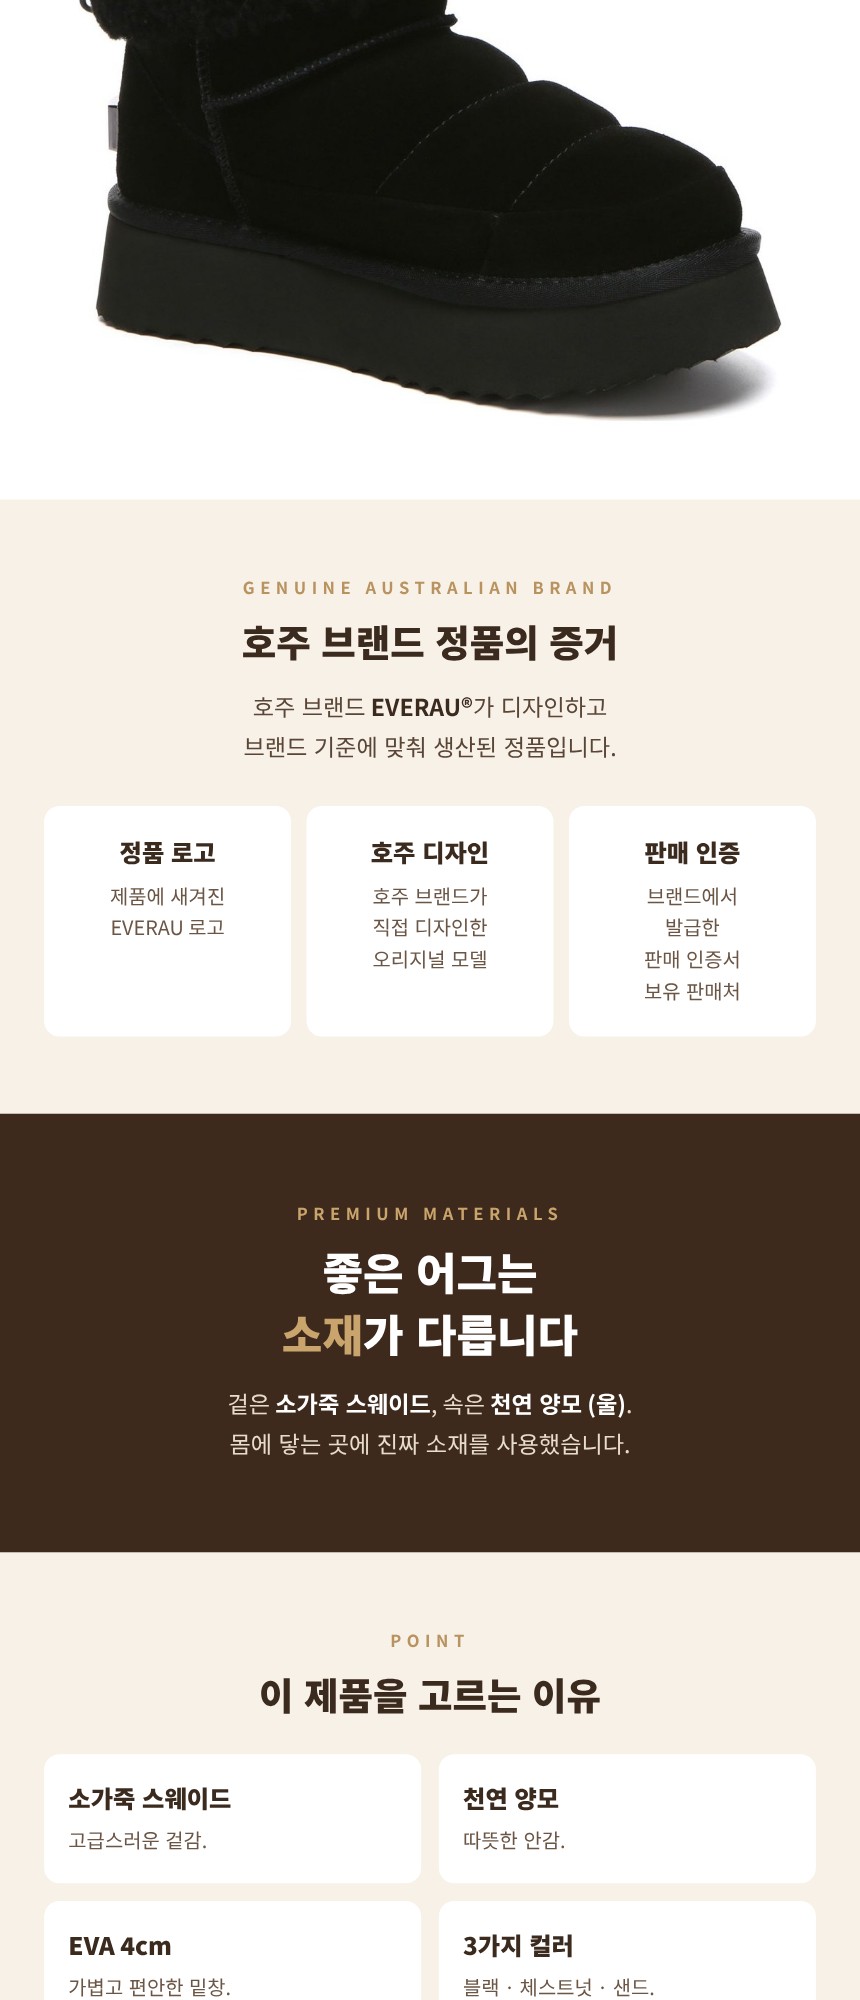 GENUINE AUSTRALIAN BRAND
호주 브랜드 정품의 증거
호주 브랜드 EVERAU®가 디자인하고
브랜드 기준에 맞춰 생산된 정품입니다.
정품 로고
제품에 새겨진
EVERAU 로고
호주 디자인
호주 브랜드가
직접 디자인한
오리지널 모델
판매 인증
브랜드에서
발급한
판매 인증서
보유 판매처
PREMIUM MATERIALS
좋은 어그는
소재가 다릅니다
겉은 소가죽 스웨이드, 속은 천연 양모 (울).
몸에 닿는 곳에 진짜 소재를 사용했습니다.
POINT
이 제품을 고르는 이유
소가죽 스웨이드
고급스러운 겉감.
천연 양모
따뜻한 안감.
EVA 4cm
가볍고 편안한 밑창.
3가지 컬러
블랙 · 체스트넛 · 샌드.